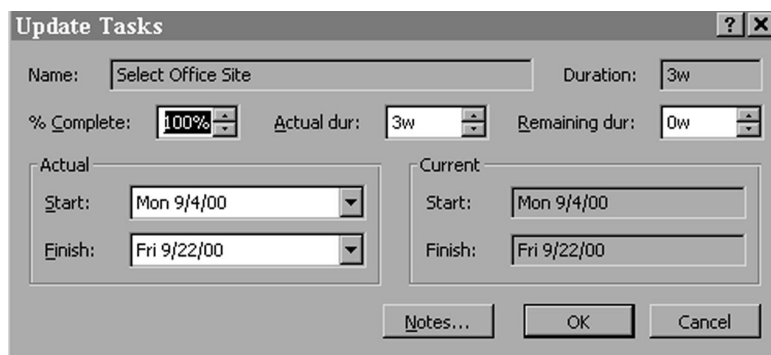 Update Tasks ? X
Name: Select Office Site Duration: 3w
% Complete: 100% Actual dur: 3w Remaining dur: 0w
Actual Current
Start: Mon 9/4/00 Start: Mon 9/4/00
Finish: Fri 9/22/00 Finish: Fri 9/22/00
Notes... OK Cancel